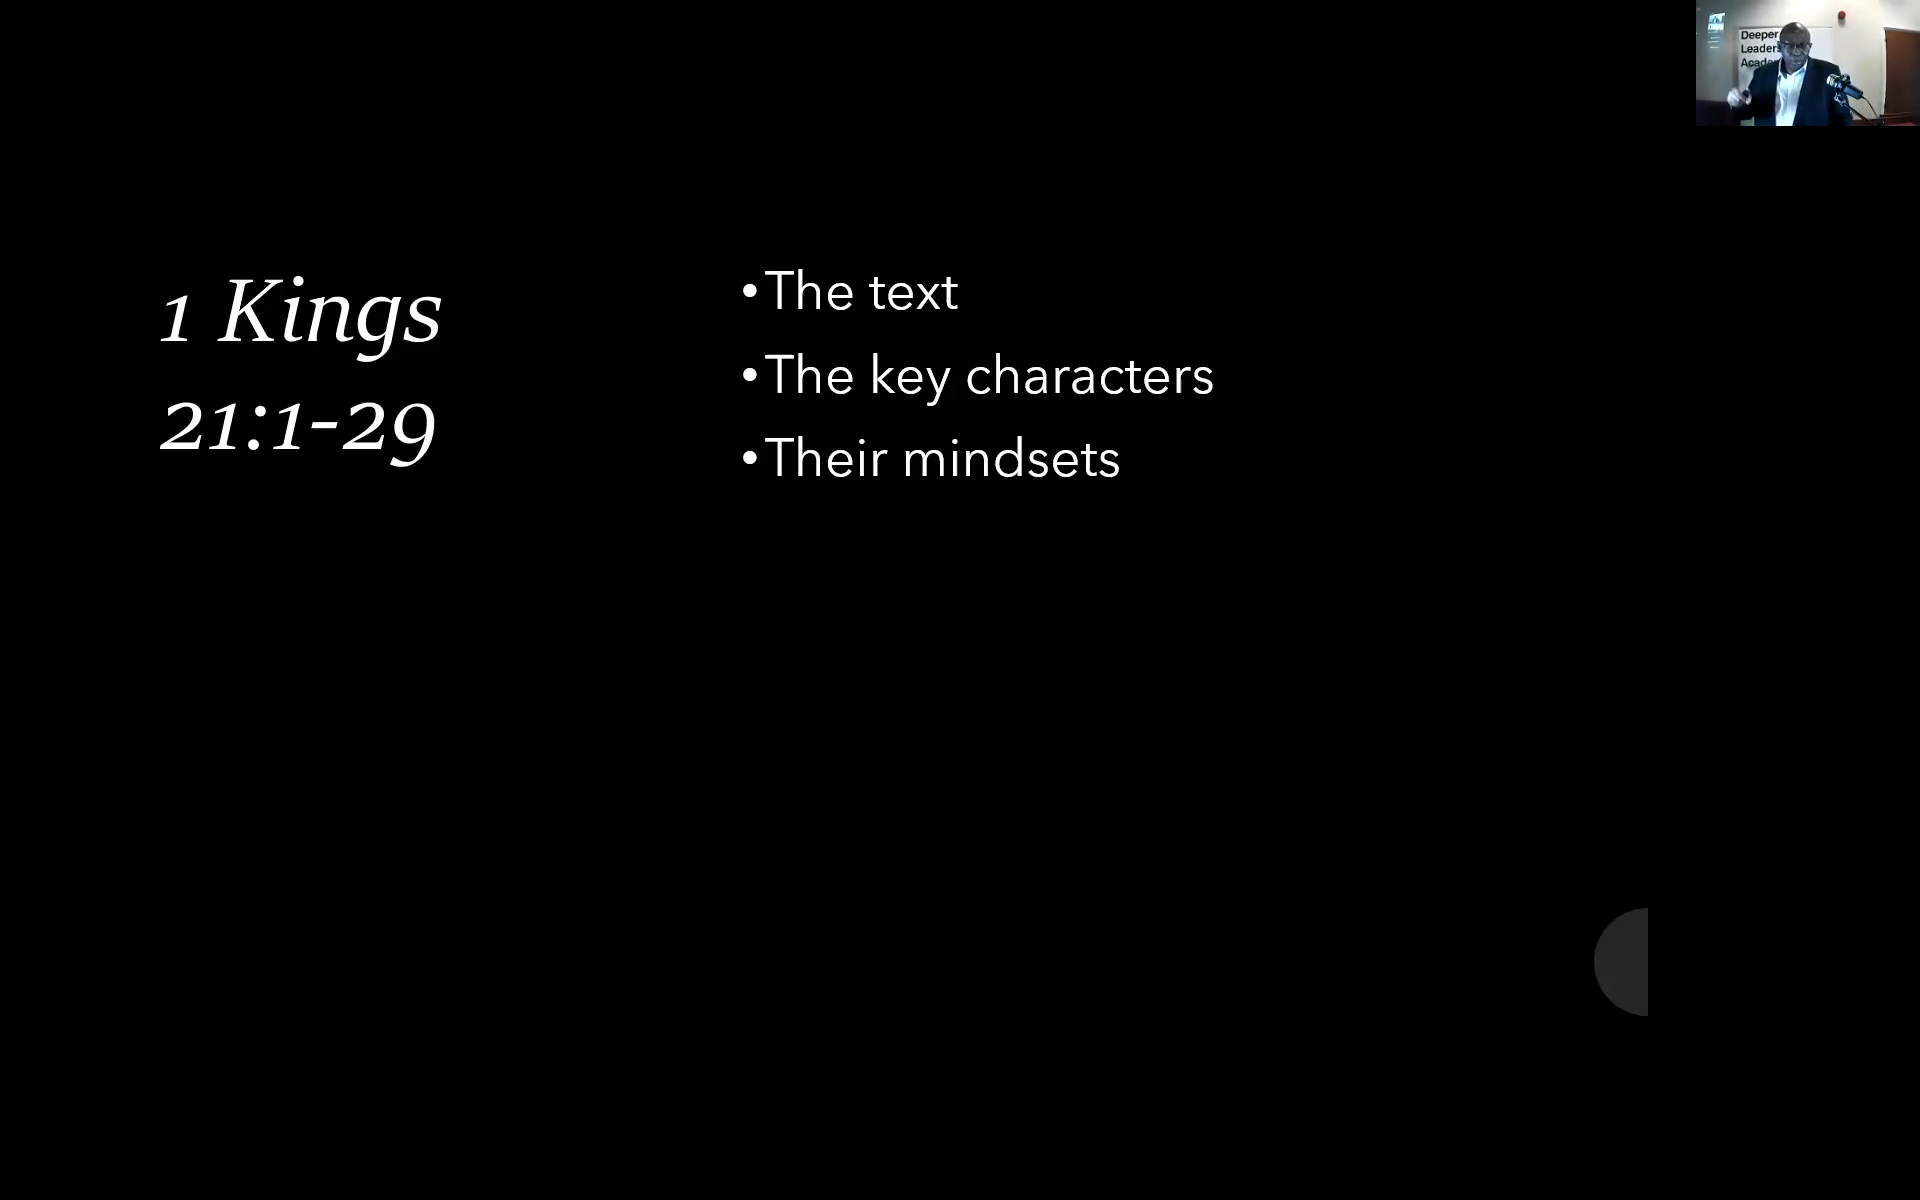 1 Kings
21:1-29
•The text
•The key characters
•Their mindsets
Deeper